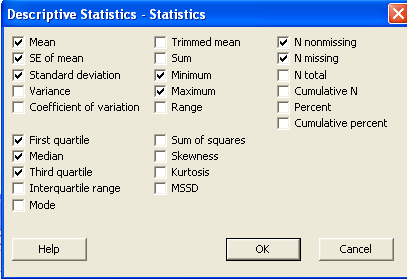 Descriptive Statistics - Statistics
Mean
SE of mean
Standard deviation
Variance
Coefficient of variation
First quartile
Median
Third quartile
Interquartile range
Mode
Trimmed mean
Sum
Minimum
Maximum
Range
Sum of squares
Skewness
Kurtosis
MSSD
N nonmissing
N missing
N total
Cumulative N
Percent
Cumulative percent
Help
OK
Cancel